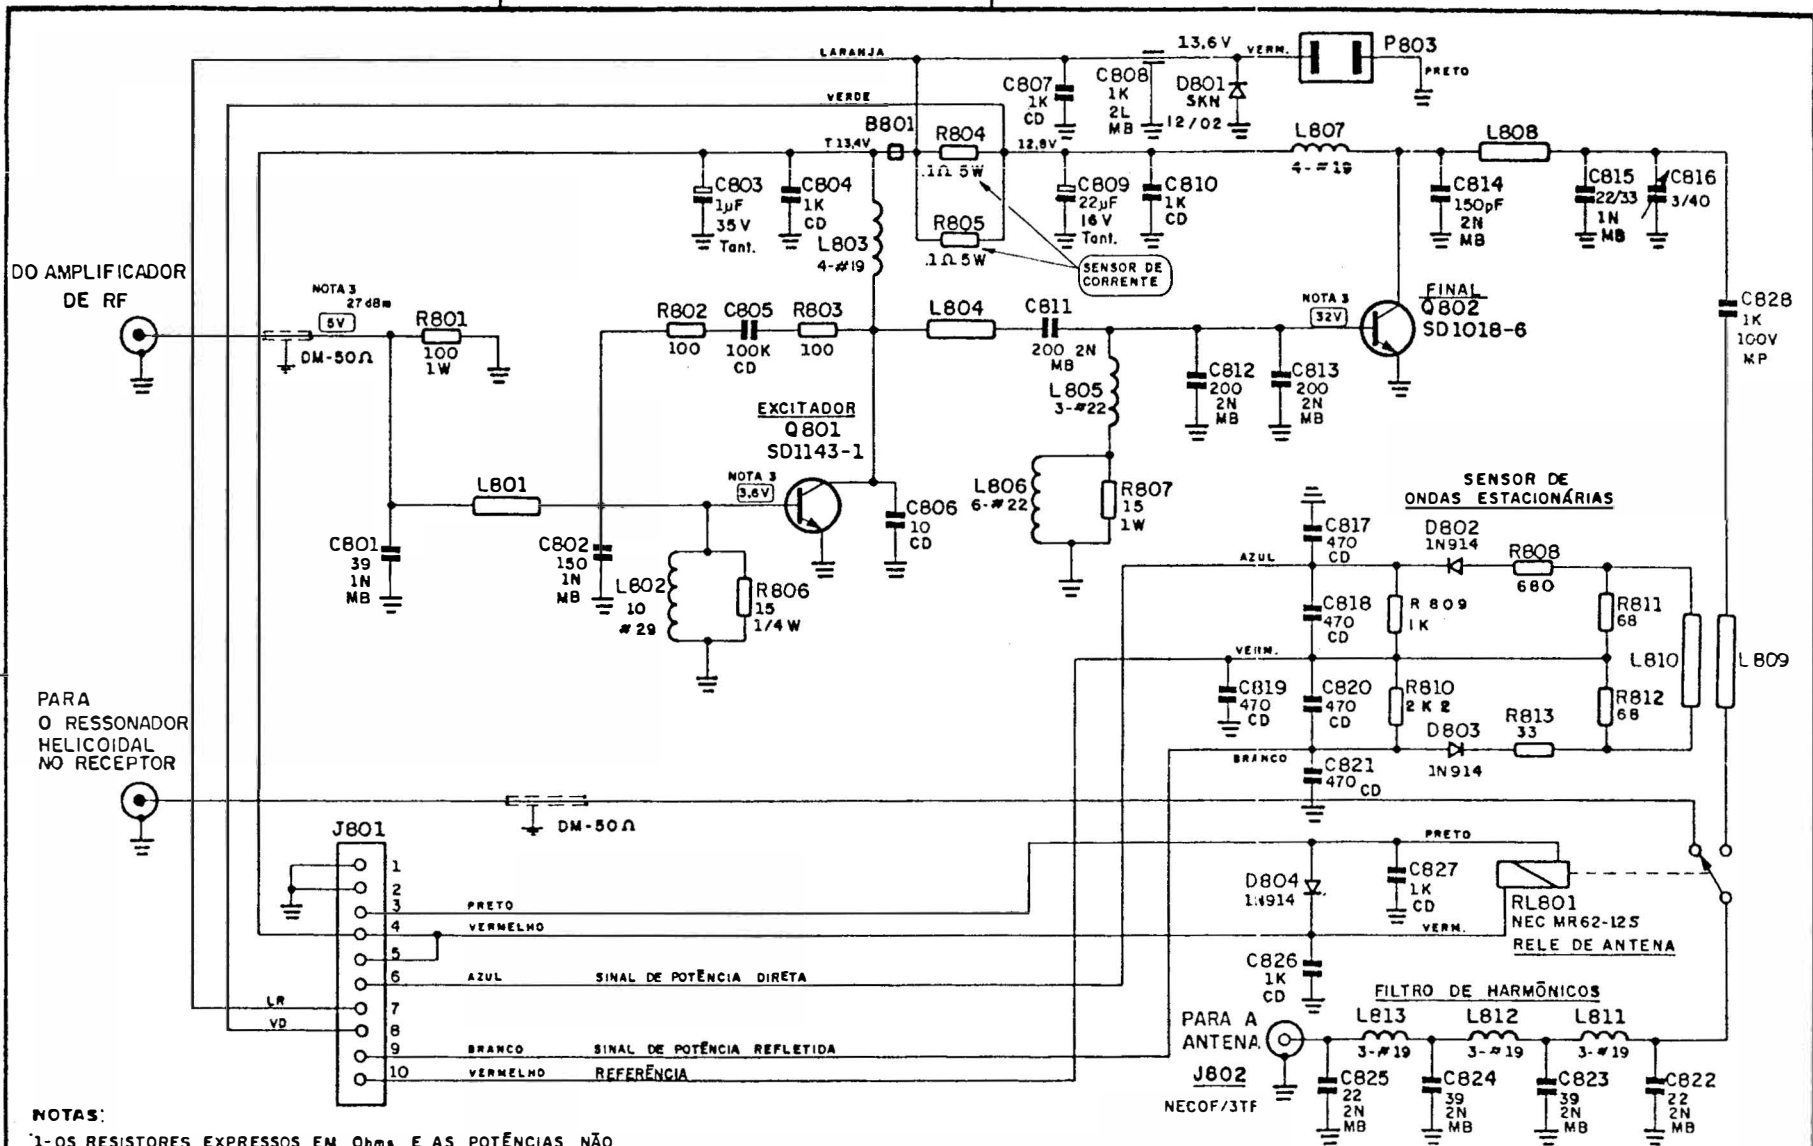 LARANJA
13,6V
VERM.
P803
PRETO
C807
1K
CD
C808
1K
2L
MB
D801
SKN
12/02
VERDE
B801
T 13,4V
R804
.1Ω 5W
12,8V
L807
4-#19
L808
C803
1µF
35V
Tant.
C804
1K
CD
L803
4-#19
R805
.1Ω 5W
C809
22µF
16V
Tant.
C810
1K
CD
SENSOR DE
CORRENTE
C814
150pF
2N
MB
C815
22/33
1N
MB
C816
3/40
DO AMPLIFICADOR
DE RF
NOTA 3
27dBm
5V
DM-50Ω
R801
100
1W
R802
100
C805
100K
CD
R803
100
L804
C811
200 2N
MB
NOTA 3
32V
FINAL
Q802
SD1018-6
C828
1K
100V
MP
L805
3-#22
C812
200
2N
MB
C813
200
2N
MB
EXCITADOR
Q801
SD1143-1
NOTA 3
3,6V
L801
C801
39
1N
MB
C802
150
1N
MB
L802
10
#29
R806
15
1/4W
C806
10
CD
L806
6-#22
R807
15
1W
SENSOR DE
ONDAS ESTACIONÁRIAS
C817
470
CD
D802
1N914
R808
680
AZUL
C818
470
CD
R809
1K
R811
68
VERM.
L810
L809
C819
470
CD
C820
470
CD
R810
2K2
R812
68
D803
1N914
R813
33
BRANCO
C821
470
CD
PARA
O RESSONADOR
HELICOIDAL
NO RECEPTOR
DM-50Ω
J801
1
2
3
PRETO
4
VERMELHO
5
6
AZUL
SINAL DE POTÊNCIA DIRETA
LR
7
VD
8
9
BRANCO
SINAL DE POTÊNCIA REFLETIDA
10
VERMELHO
REFERÊNCIA
PRETO
D804
1N914
C827
1K
CD
VERM.
RL801
NEC MR62-12S
RELE DE ANTENA
C826
1K
CD
FILTRO DE HARMÔNICOS
PARA A
ANTENA
J802
NECOF/3TF
L813
3-#19
L812
3-#19
L811
3-#19
C825
22
2N
MB
C824
39
2N
MB
C823
39
2N
MB
C822
22
2N
MB
NOTAS:
1-OS RESISTORES EXPRESSOS EM Ohms E AS POTÊNCIAS NÃO